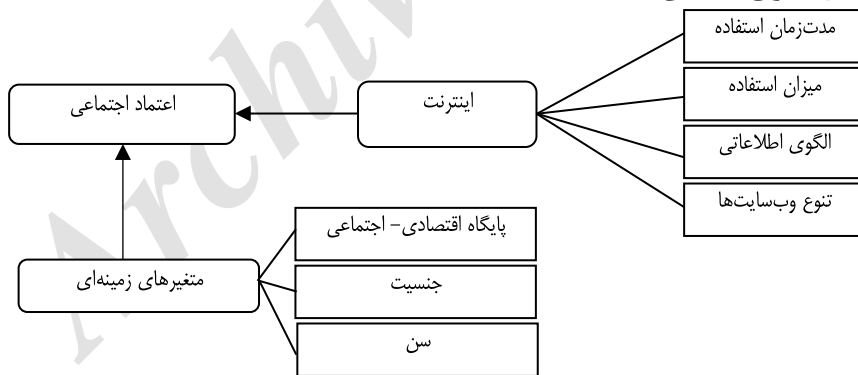 مدت‌زمان استفاده
میزان استفاده
الگوی اطلاعاتی
تنوع وب‌سایت‌ها
اینترنت
اعتماد اجتماعی
پایگاه اقتصادی- اجتماعی
جنسیت
سن
متغیرهای زمینه‌ای